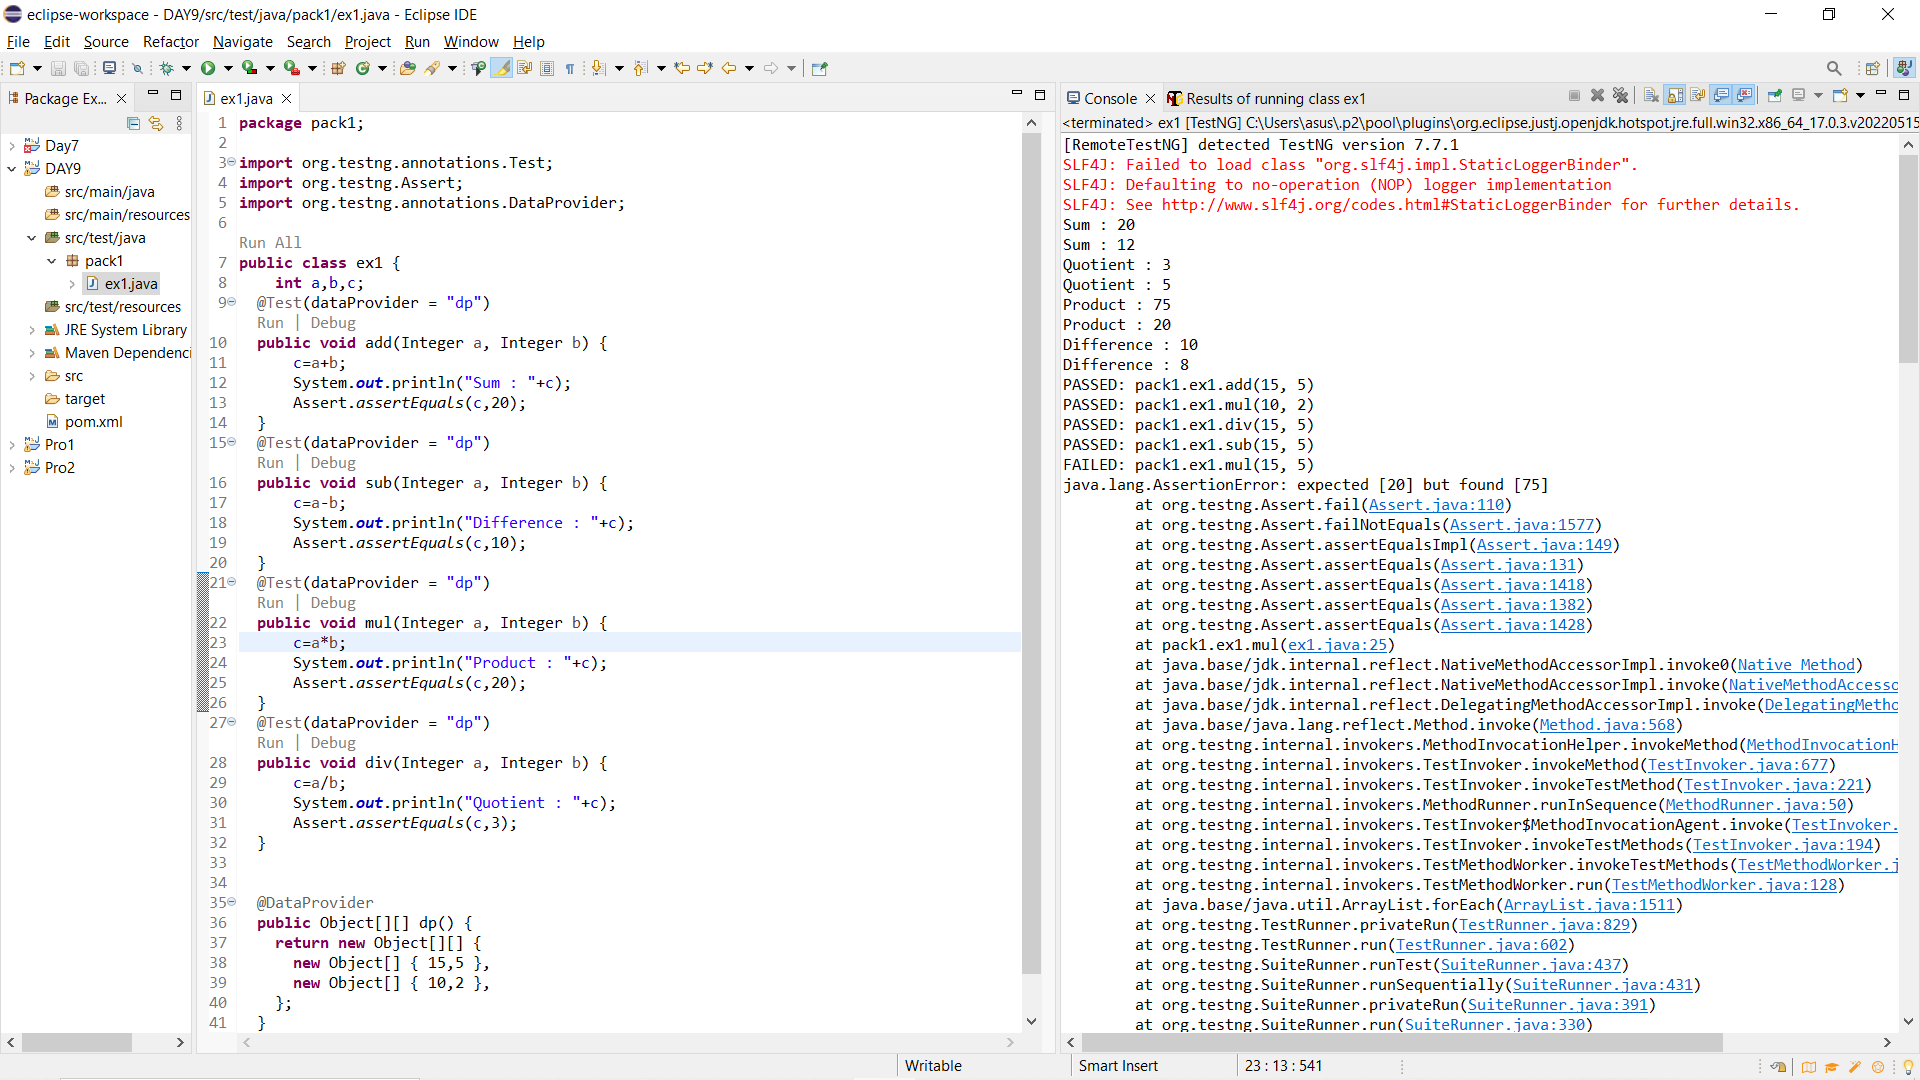 eclipse-workspace - DAY9/src/test/java/pack1/ex1.java - Eclipse IDE
File Edit Source Refactor Navigate Search Project Run Window Help
Package Ex...
Day7
DAY9
src/main/java
src/main/resources
src/test/java
pack1
ex1.java
src/test/resources
JRE System Library
Maven Dependenci
src
target
pom.xml
Pro1
Pro2
ex1.java
1 package pack1;
2
3 import org.testng.annotations.Test;
4 import org.testng.Assert;
5 import org.testng.annotations.DataProvider;
6
Run All
7 public class ex1 {
8 int a,b,c;
9 @Test(dataProvider = "dp")
Run | Debug
10 public void add(Integer a, Integer b) {
11 c=a+b;
12 System.out.println("Sum : "+c);
13 Assert.assertEquals(c,20);
14 }
15 @Test(dataProvider = "dp")
Run | Debug
16 public void sub(Integer a, Integer b) {
17 c=a-b;
18 System.out.println("Difference : "+c);
19 Assert.assertEquals(c,10);
20 }
21 @Test(dataProvider = "dp")
Run | Debug
22 public void mul(Integer a, Integer b) {
23 c=a*b;
24 System.out.println("Product : "+c);
25 Assert.assertEquals(c,20);
26 }
27 @Test(dataProvider = "dp")
Run | Debug
28 public void div(Integer a, Integer b) {
29 c=a/b;
30 System.out.println("Quotient : "+c);
31 Assert.assertEquals(c,3);
32 }
33
34
35 @DataProvider
36 public Object[][] dp() {
37 return new Object[][] {
38 new Object[] { 15,5 },
39 new Object[] { 10,2 },
40 };
41 }
Console Results of running class ex1
<terminated> ex1 [TestNG] C:\Users\asus\.p2\pool\plugins\org.eclipse.justj.openjdk.hotspot.jre.full.win32.x86_64_17.0.3.v20220515
[RemoteTestNG] detected TestNG version 7.7.1
SLF4J: Failed to load class "org.slf4j.impl.StaticLoggerBinder".
SLF4J: Defaulting to no-operation (NOP) logger implementation
SLF4J: See http://www.slf4j.org/codes.html#StaticLoggerBinder for further details.
Sum : 20
Sum : 12
Quotient : 3
Quotient : 5
Product : 75
Product : 20
Difference : 10
Difference : 8
PASSED: pack1.ex1.add(15, 5)
PASSED: pack1.ex1.mul(10, 2)
PASSED: pack1.ex1.div(15, 5)
PASSED: pack1.ex1.sub(15, 5)
FAILED: pack1.ex1.mul(15, 5)
java.lang.AssertionError: expected [20] but found [75]
at org.testng.Assert.fail(Assert.java:110)
at org.testng.Assert.failNotEquals(Assert.java:1577)
at org.testng.Assert.assertEqualsImpl(Assert.java:149)
at org.testng.Assert.assertEquals(Assert.java:131)
at org.testng.Assert.assertEquals(Assert.java:1418)
at org.testng.Assert.assertEquals(Assert.java:1382)
at org.testng.Assert.assertEquals(Assert.java:1428)
at pack1.ex1.mul(ex1.java:25)
at java.base/jdk.internal.reflect.NativeMethodAccessorImpl.invoke0(Native Method)
at java.base/jdk.internal.reflect.NativeMethodAccessorImpl.invoke(NativeMethodAccesso
at java.base/jdk.internal.reflect.DelegatingMethodAccessorImpl.invoke(DelegatingMetho
at java.base/java.lang.reflect.Method.invoke(Method.java:568)
at org.testng.internal.invokers.MethodInvocationHelper.invokeMethod(MethodInvocationH
at org.testng.internal.invokers.TestInvoker.invokeMethod(TestInvoker.java:677)
at org.testng.internal.invokers.TestInvoker.invokeTestMethod(TestInvoker.java:221)
at org.testng.internal.invokers.MethodRunner.runInSequence(MethodRunner.java:50)
at org.testng.internal.invokers.TestInvoker$MethodInvocationAgent.invoke(TestInvoker.
at org.testng.internal.invokers.TestInvoker.invokeTestMethods(TestInvoker.java:194)
at org.testng.internal.invokers.TestMethodWorker.invokeTestMethods(TestMethodWorker.j
at org.testng.internal.invokers.TestMethodWorker.run(TestMethodWorker.java:128)
at java.base/java.util.ArrayList.forEach(ArrayList.java:1511)
at org.testng.TestRunner.privateRun(TestRunner.java:829)
at org.testng.TestRunner.run(TestRunner.java:602)
at org.testng.SuiteRunner.runTest(SuiteRunner.java:437)
at org.testng.SuiteRunner.runSequentially(SuiteRunner.java:431)
at org.testng.SuiteRunner.privateRun(SuiteRunner.java:391)
at org.testng.SuiteRunner.run(SuiteRunner.java:330)
Writable Smart Insert 23 : 13 : 541